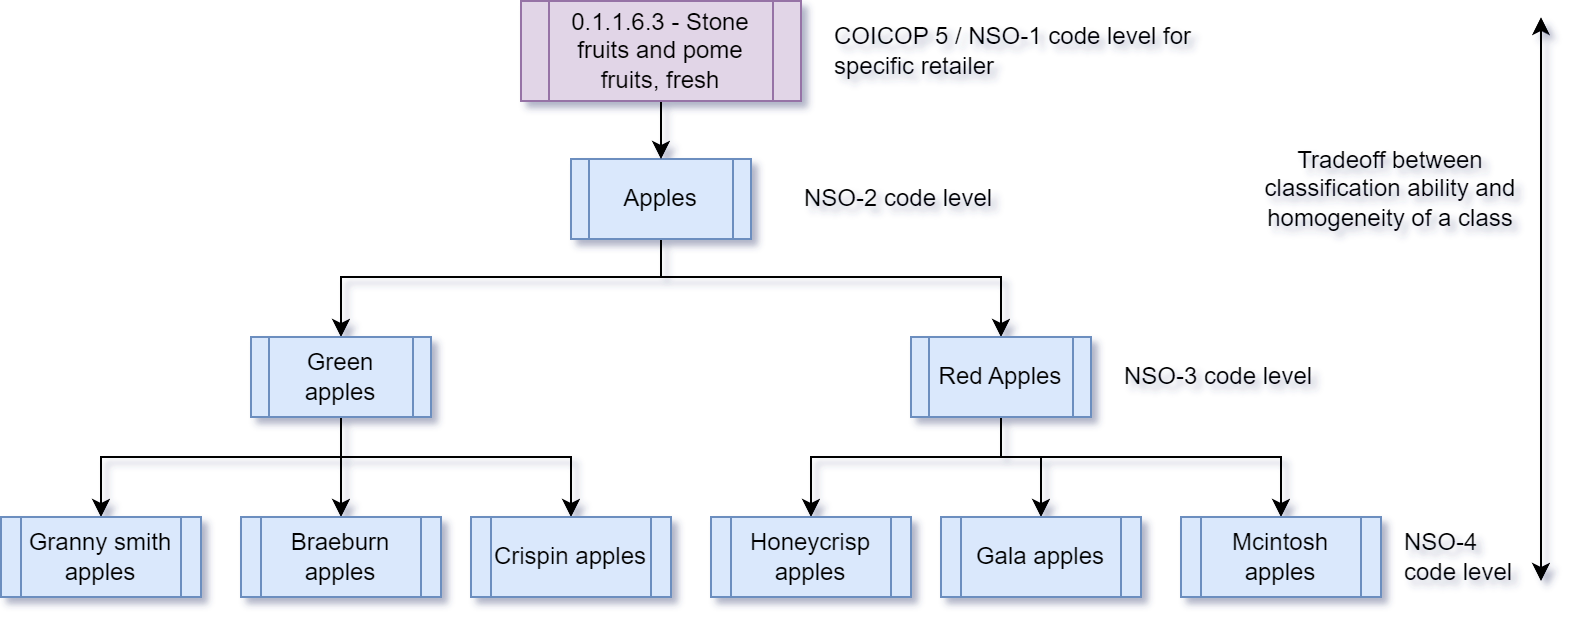 0.1.1.6.3 - Stone
fruits and pome
fruits, fresh
COICOP 5 / NSO-1 code level for
specific retailer
Tradeoff between
classification ability and
homogeneity of a class
Apples
NSO-2 code level
Green
apples
Red Apples
NSO-3 code level
Granny smith
apples
Braeburn
apples
Crispin apples
Honeycrisp
apples
Gala apples
Mcintosh
apples
NSO-4
code level